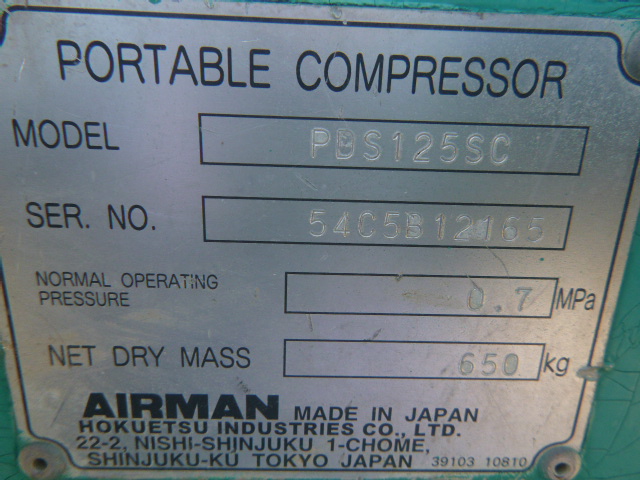 PORTABLE COMPRESSOR
MODEL PDS125SC
SER. NO. 54C5B12165
NORMAL OPERATING
PRESSURE 0.7 MPa
NET DRY MASS 650 kg
AIRMAN MADE IN JAPAN
HOKUETSU INDUSTRIES CO., LTD.
22-2, NISHI-SHINJUKU 1-CHOME,
SHINJUKU-KU TOKYO JAPAN 39103 10810